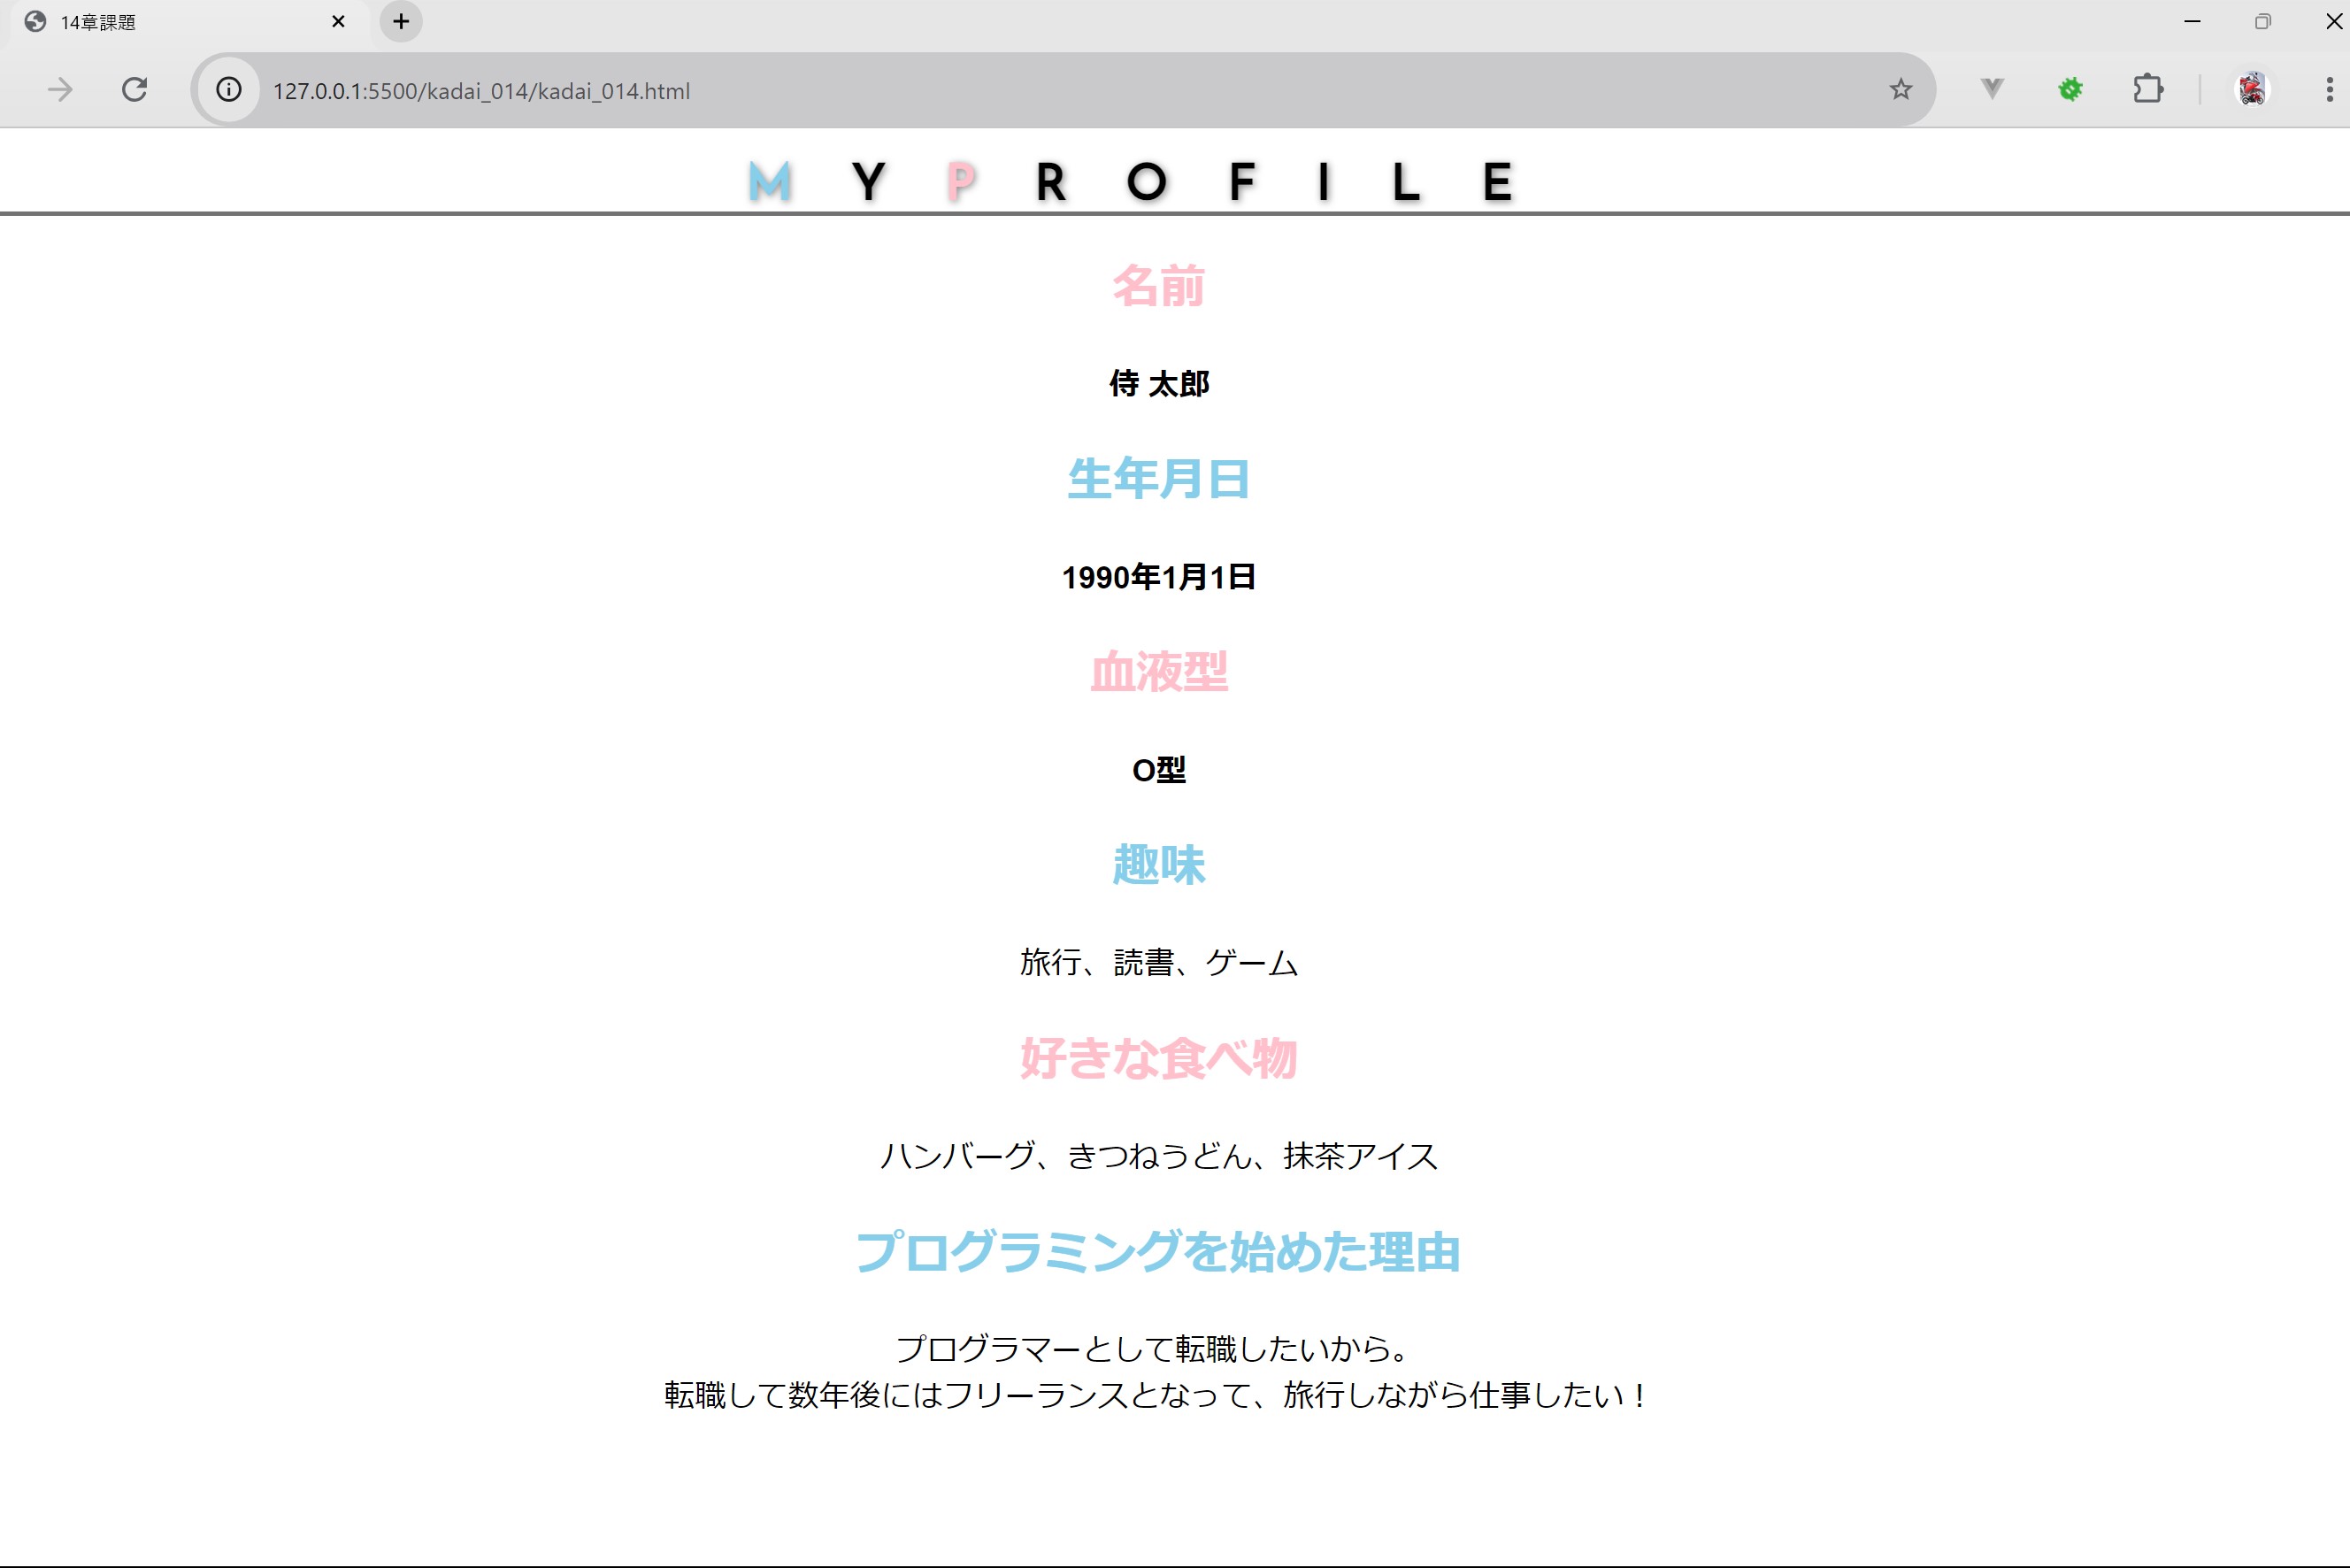 14章課題
127.0.0.1:5500/kadai_014/kadai_014.html
M Y P R O F I L E
名前
侍 太郎
生年月日
1990年1月1日
血液型
O型
趣味
旅行、読書、ゲーム
好きな食べ物
ハンバーグ、きつねうどん、抹茶アイス
プログラミングを始めた理由
プログラマーとして転職したいから。
転職して数年後にはフリーランスとなって、旅行しながら仕事したい！